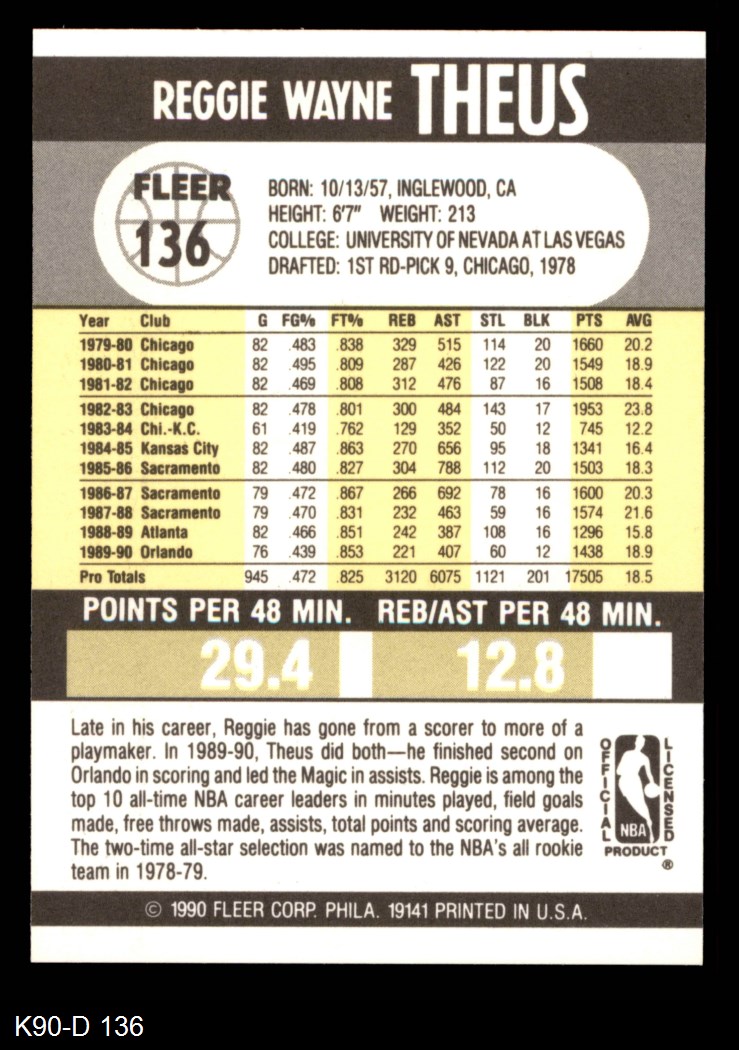 REGGIE WAYNE THEUS
FLEER
136
BORN: 10/13/57, INGLEWOOD, CA
HEIGHT: 6'7" WEIGHT: 213
COLLEGE: UNIVERSITY OF NEVADA AT LAS VEGAS
DRAFTED: 1ST RD-PICK 9, CHICAGO, 1978
Year Club G FG% FT% REB AST STL BLK PTS AVG
1979-80 Chicago 82 .483 .838 329 515 114 20 1660 20.2
1980-81 Chicago 82 .495 .809 287 426 122 20 1549 18.9
1981-82 Chicago 82 .469 .808 312 476 87 16 1508 18.4
1982-83 Chicago 82 .478 .801 300 484 143 17 1953 23.8
1983-84 Chi.-K.C. 61 .419 .762 129 352 50 12 745 12.2
1984-85 Kansas City 82 .487 .863 270 656 95 18 1341 16.4
1985-86 Sacramento 82 .480 .827 304 788 112 20 1503 18.3
1986-87 Sacramento 79 .472 .867 266 692 78 16 1600 20.3
1987-88 Sacramento 79 .470 .831 232 463 59 16 1574 21.6
1988-89 Atlanta 82 .466 .851 242 387 108 16 1296 15.8
1989-90 Orlando 76 .439 .853 221 407 60 12 1438 18.9
Pro Totals 945 .472 .825 3120 6075 1121 201 17505 18.5
POINTS PER 48 MIN. REB/AST PER 48 MIN.
29.4 12.8
Late in his career, Reggie has gone from a scorer to more of a
playmaker. In 1989-90, Theus did both—he finished second on
Orlando in scoring and led the Magic in assists. Reggie is among the
top 10 all-time NBA career leaders in minutes played, field goals
made, free throws made, assists, total points and scoring average.
The two-time all-star selection was named to the NBA's all rookie
team in 1978-79.
OFFICIAL
LICENSED
NBA
PRODUCT
®
© 1990 FLEER CORP. PHILA. 19141 PRINTED IN U.S.A.
K90-D 136